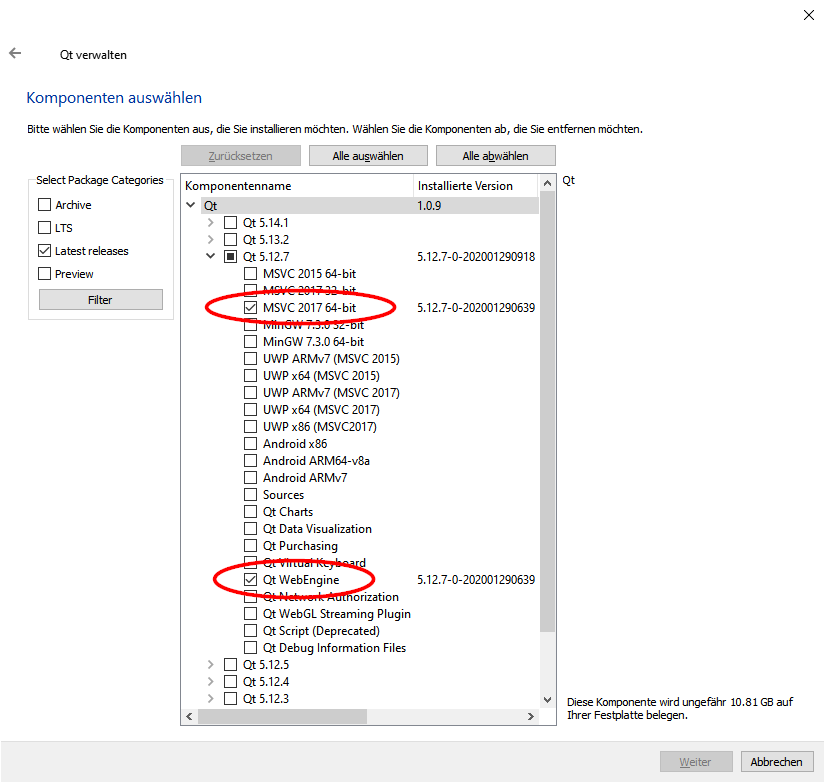 Qt verwalten
Komponenten auswählen
Bitte wählen Sie die Komponenten aus, die Sie installieren möchten. Wählen Sie die Komponenten ab, die Sie entfernen möchten.
Zurücksetzen
Alle auswählen
Alle abwählen
Select Package Categories
Archive
LTS
Latest releases
Preview
Filter
Komponentenname Installierte Version
Qt 1.0.9
Qt 5.14.1
Qt 5.13.2
Qt 5.12.7 5.12.7-0-202001290918
MSVC 2015 64-bit
MSVC 2017 32-bit
MSVC 2017 64-bit 5.12.7-0-202001290639
MinGW 7.3.0 32-bit
MinGW 7.3.0 64-bit
UWP ARMv7 (MSVC 2015)
UWP x64 (MSVC 2015)
UWP ARMv7 (MSVC 2017)
UWP x64 (MSVC 2017)
UWP x86 (MSVC2017)
Android x86
Android ARM64-v8a
Android ARMv7
Sources
Qt Charts
Qt Data Visualization
Qt Purchasing
Qt Virtual Keyboard
Qt WebEngine 5.12.7-0-202001290639
Qt Network Authorization
Qt WebGL Streaming Plugin
Qt Script (Deprecated)
Qt Debug Information Files
Qt 5.12.5
Qt 5.12.4
Qt 5.12.3
Qt
Diese Komponente wird ungefähr 10.81 GB auf
Ihrer Festplatte belegen.
Weiter
Abbrechen